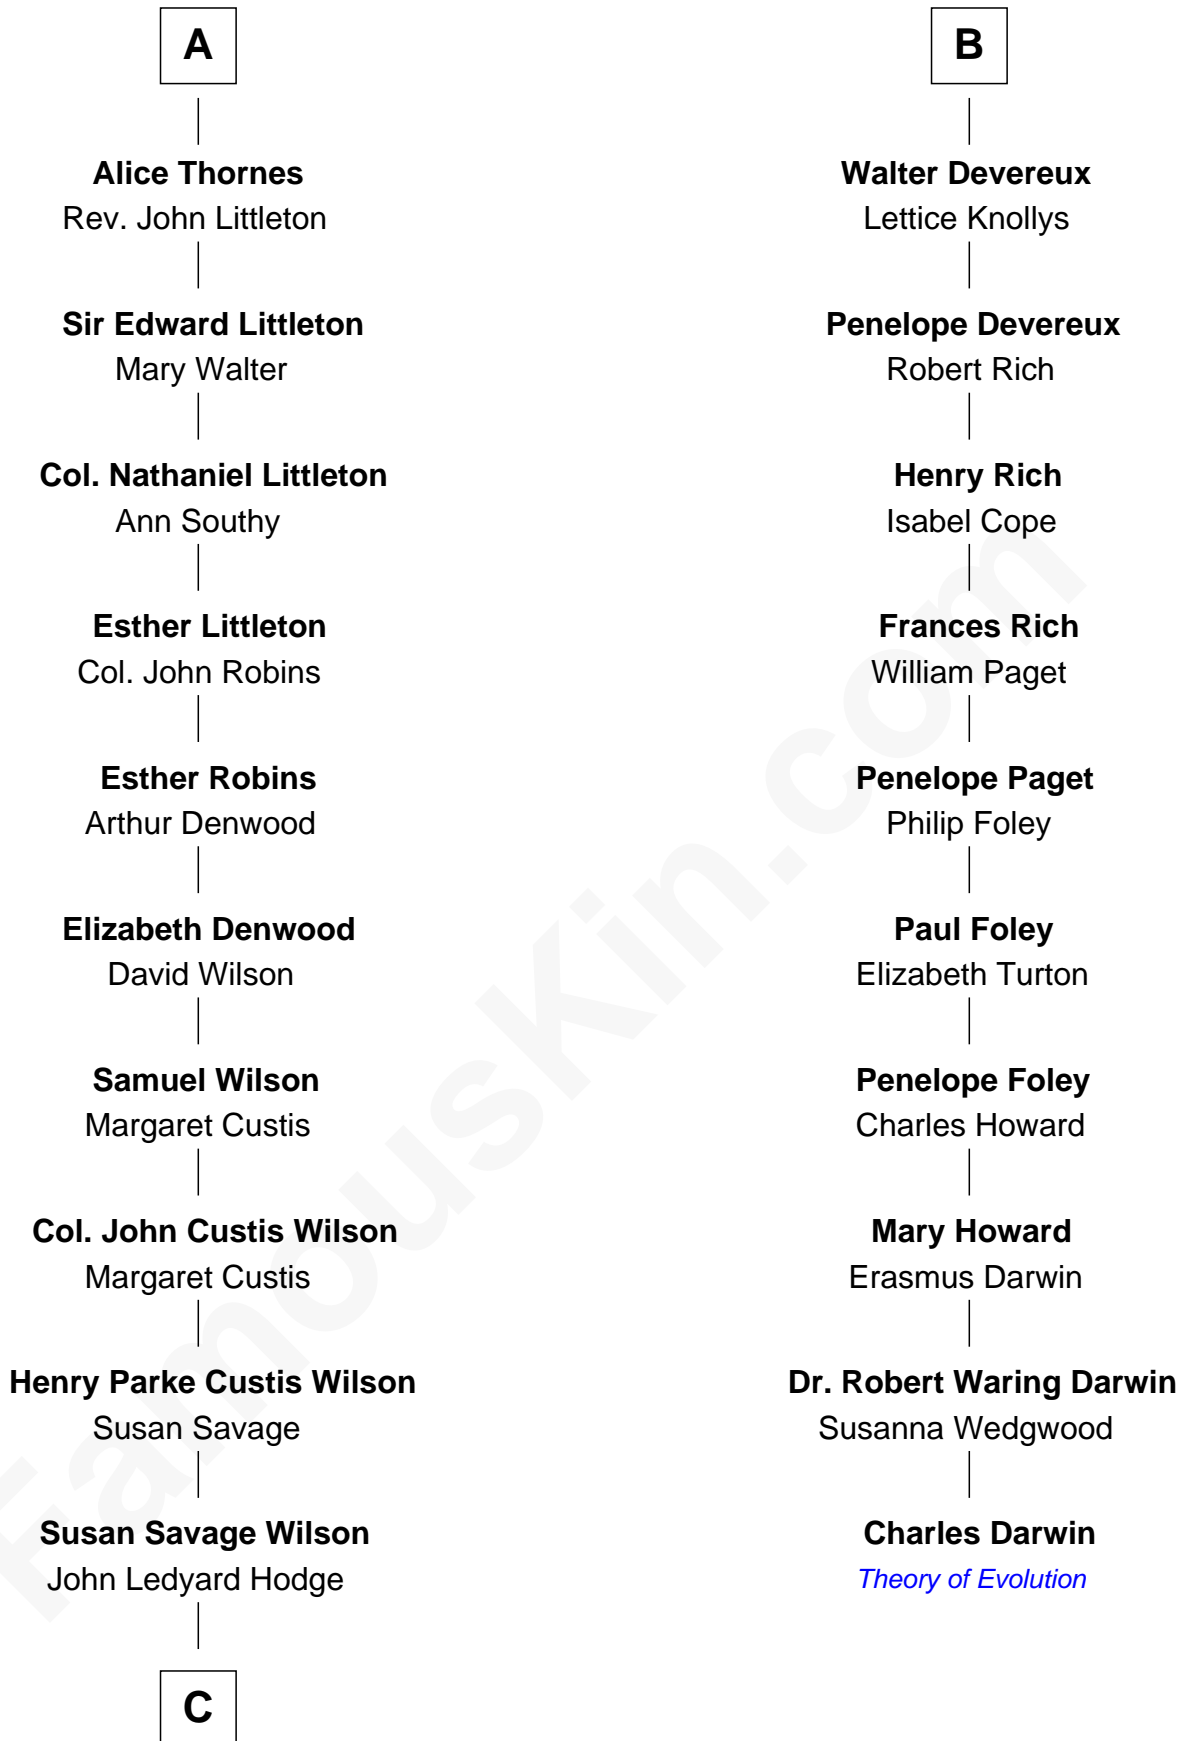 A
Alice Thornes
Rev. John Littleton
Sir Edward Littleton
Mary Walter
Col. Nathaniel Littleton
Ann Southy
Esther Littleton
Col. John Robins
Esther Robins
Arthur Denwood
Elizabeth Denwood
David Wilson
Samuel Wilson
Margaret Custis
Col. John Custis Wilson
Margaret Custis
Henry Parke Custis Wilson
Susan Savage
Susan Savage Wilson
John Ledyard Hodge
C
B
Walter Devereux
Lettice Knollys
Penelope Devereux
Robert Rich
Henry Rich
Isabel Cope
Frances Rich
William Paget
Penelope Paget
Philip Foley
Paul Foley
Elizabeth Turton
Penelope Foley
Charles Howard
Mary Howard
Erasmus Darwin
Dr. Robert Waring Darwin
Susanna Wedgwood
Charles Darwin
Theory of Evolution
FamousKin.com